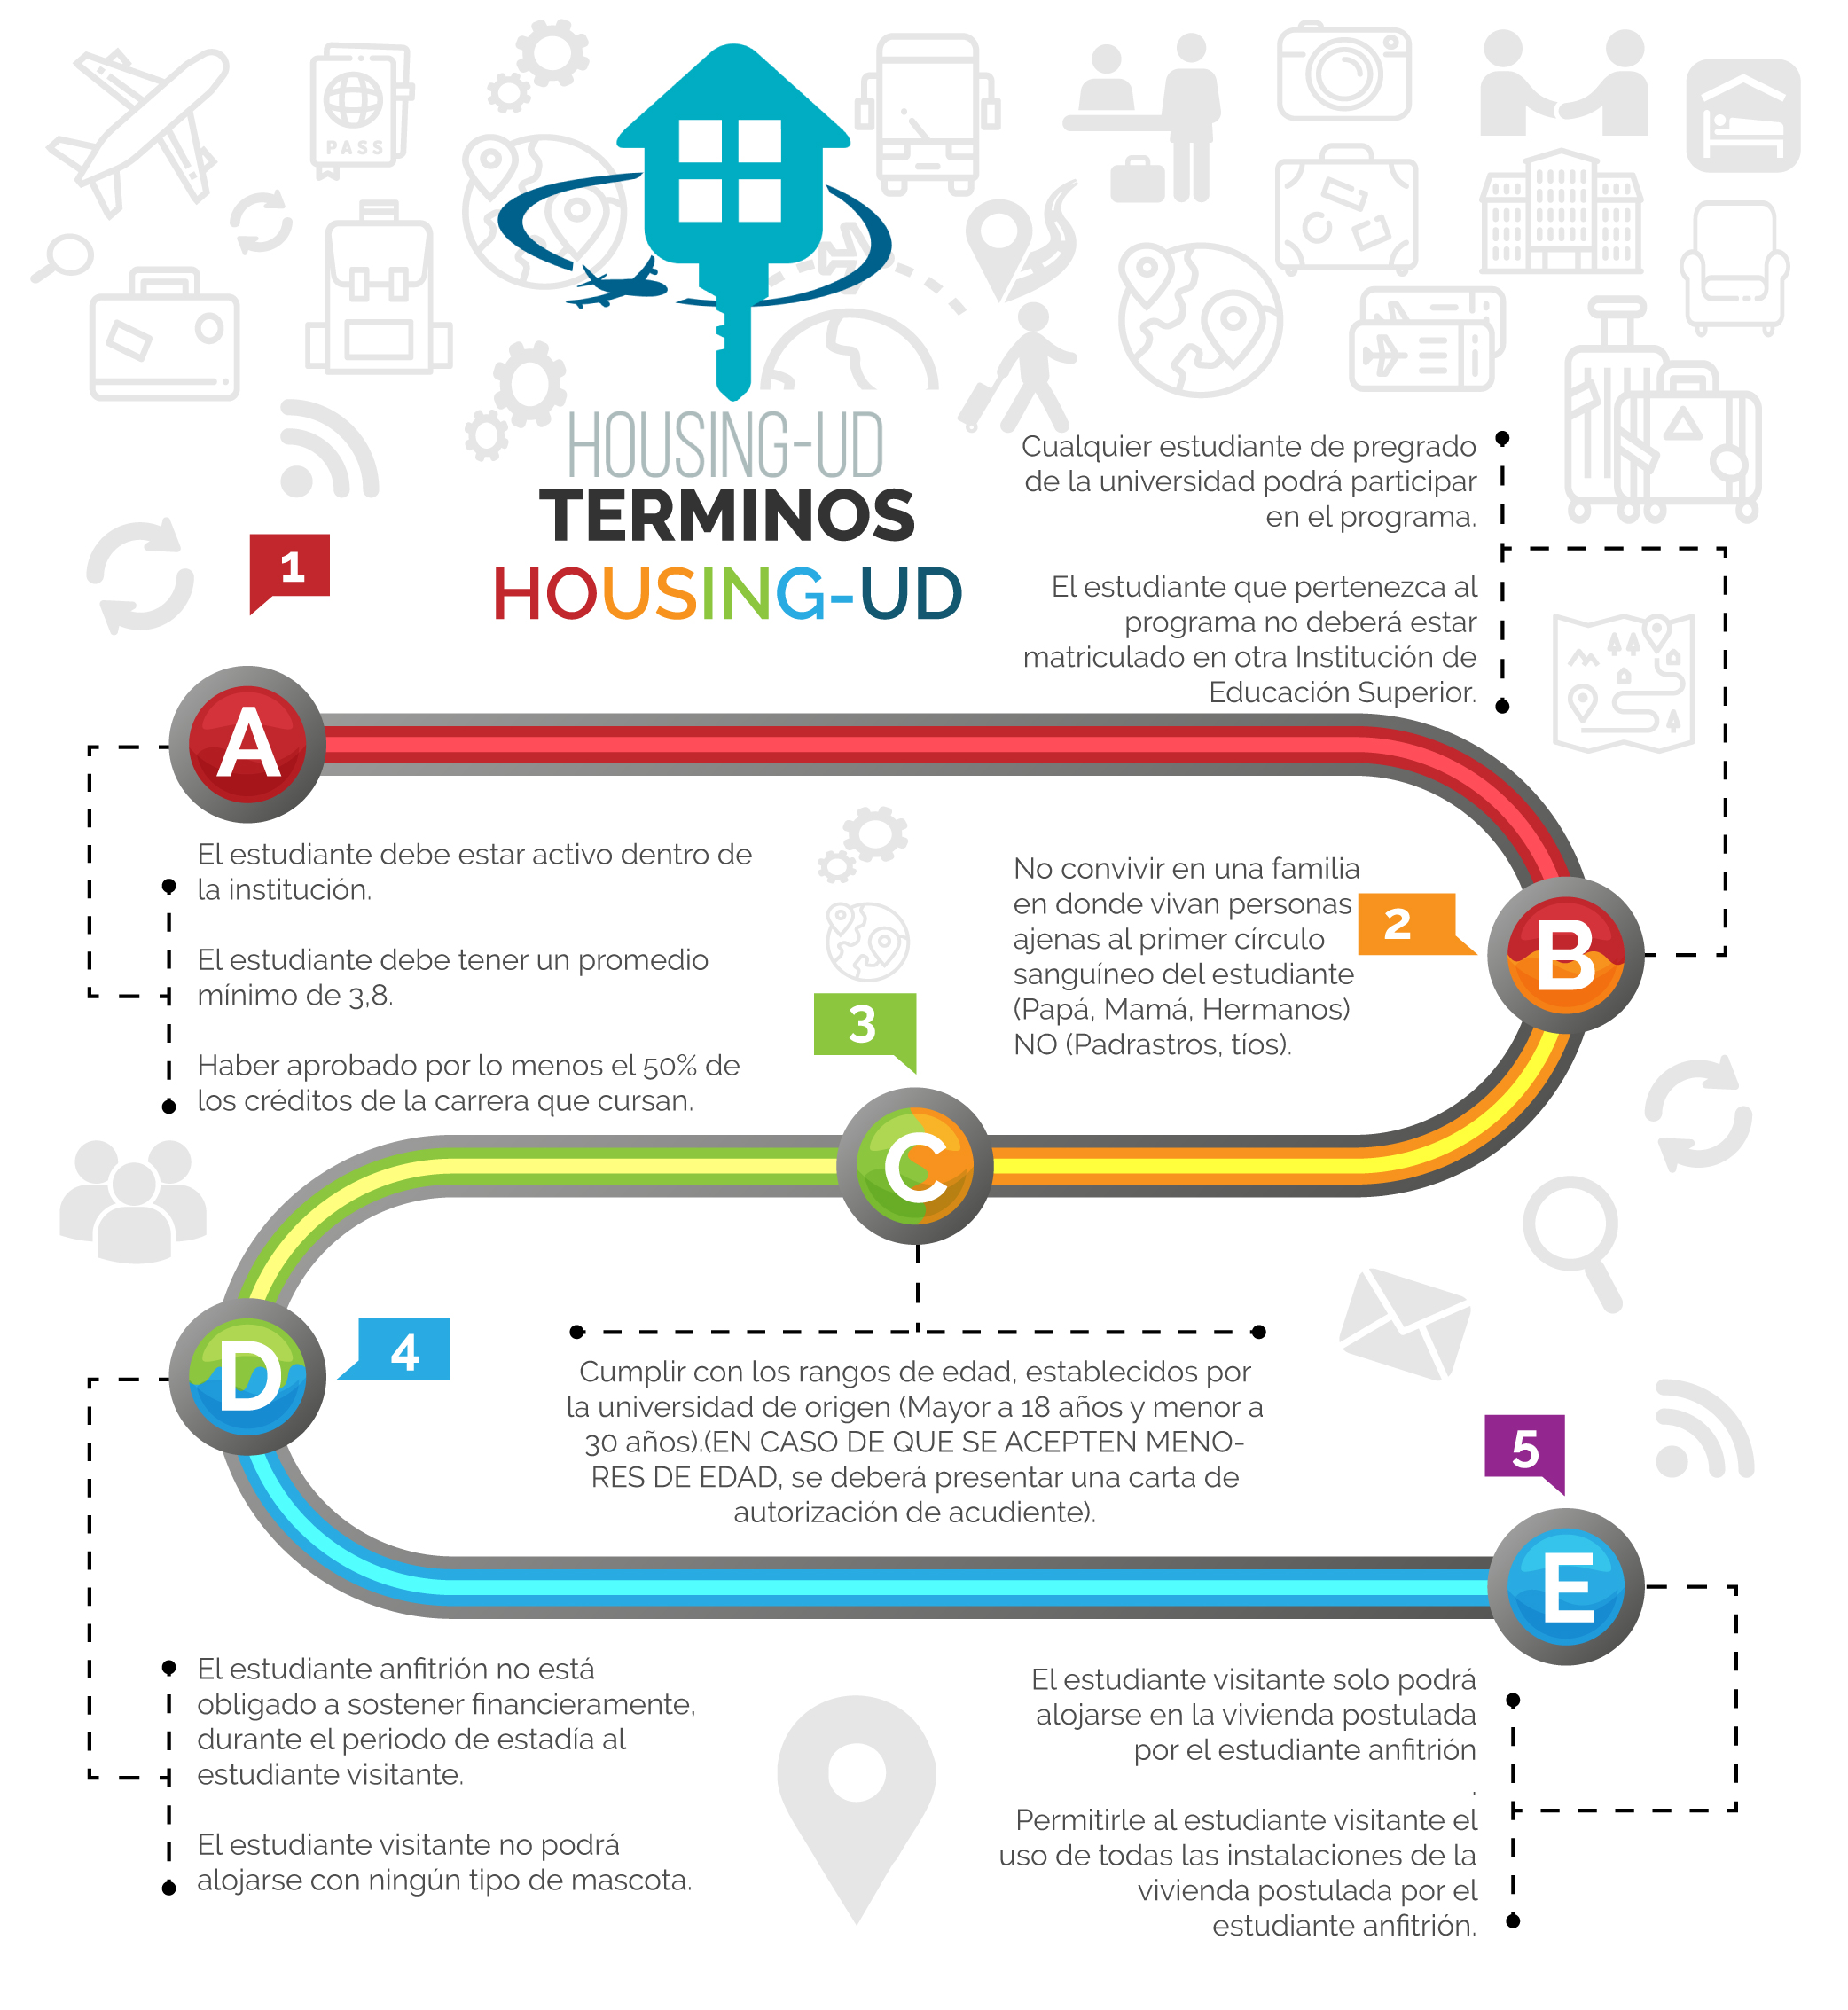 PASS
HOUSING-UD
TERMINOS
HOUSING-UD
1
A
El estudiante debe estar activo dentro de
la institución.
El estudiante debe tener un promedio
mínimo de 3,8.
Haber aprobado por lo menos el 50% de
los créditos de la carrera que cursan.
Cualquier estudiante de pregrado
de la universidad podrá participar
en el programa.
El estudiante que pertenezca al
programa no deberá estar
matriculado en otra Institución de
Educación Superior.
2
B
No convivir en una familia
en donde vivan personas
ajenas al primer círculo
sanguíneo del estudiante
(Papá, Mamá, Hermanos)
NO (Padrastros, tíos).
3
C
Cumplir con los rangos de edad, establecidos por
la universidad de origen (Mayor a 18 años y menor a
30 años).(EN CASO DE QUE SE ACEPTEN MENO-
RES DE EDAD, se deberá presentar una carta de
autorización de acudiente).
4
D
El estudiante anfitrión no está
obligado a sostener financieramente,
durante el periodo de estadía al
estudiante visitante.
El estudiante visitante no podrá
alojarse con ningún tipo de mascota.
5
E
El estudiante visitante solo podrá
alojarse en la vivienda postulada
por el estudiante anfitrión
.
Permitirle al estudiante visitante el
uso de todas las instalaciones de la
vivienda postulada por el
estudiante anfitrión.